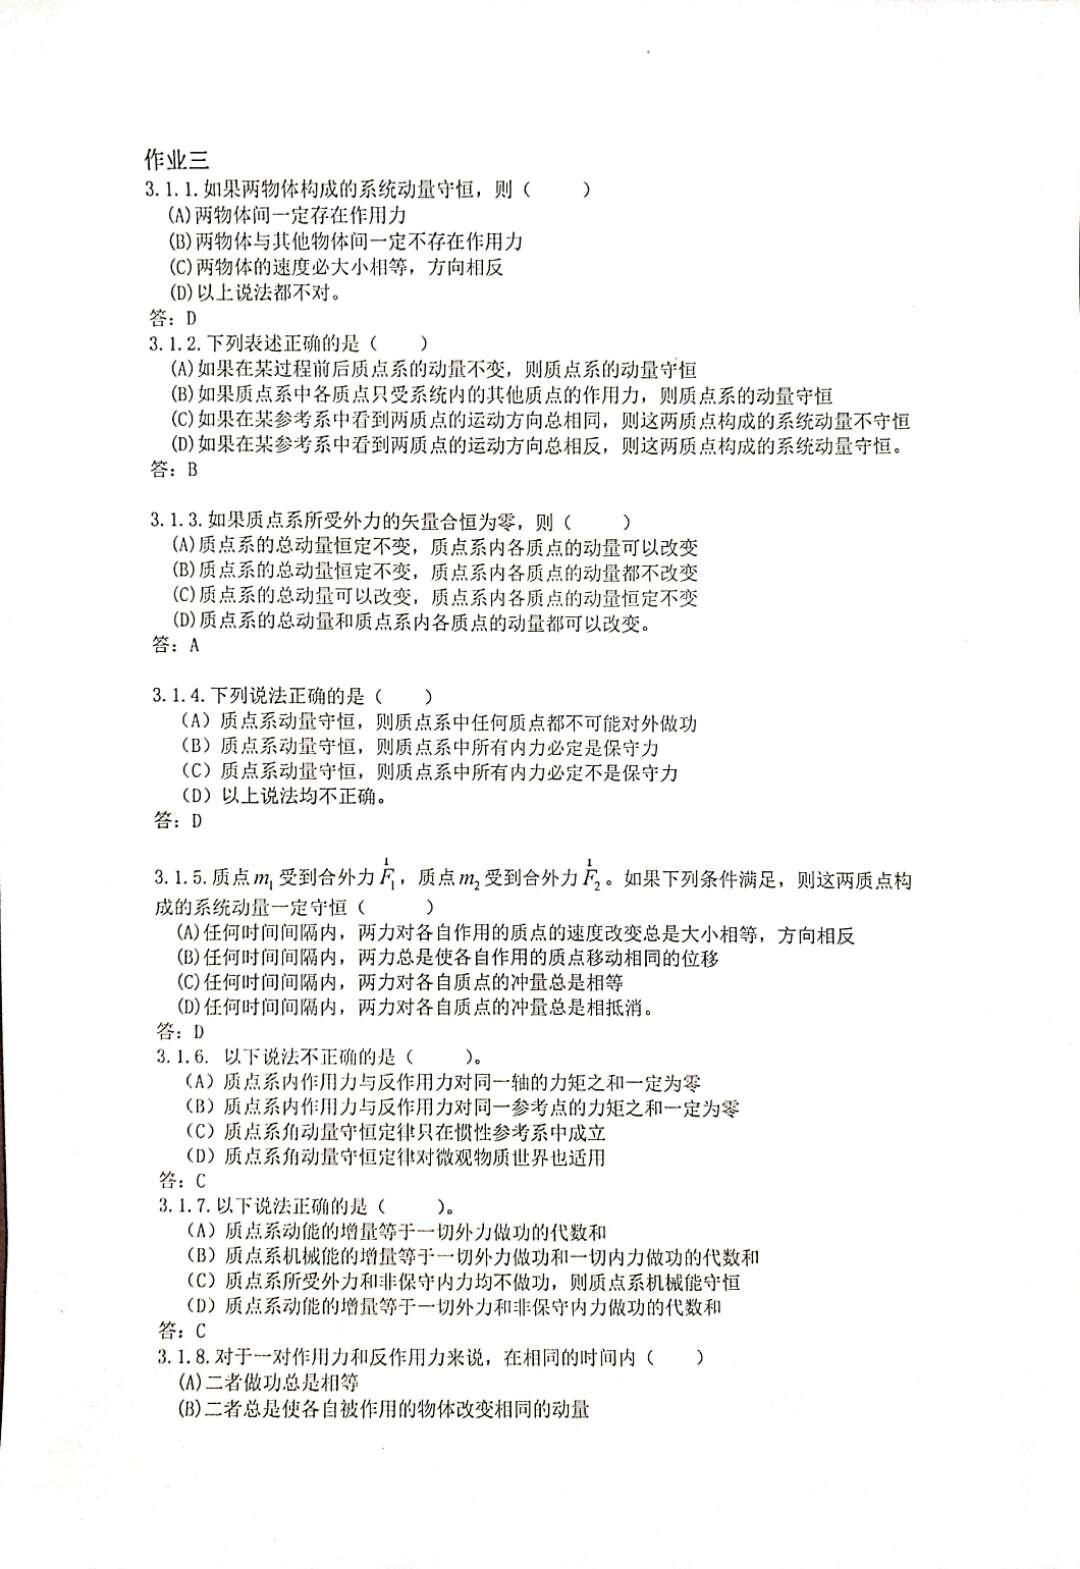 作业三
3.1.1.如果两物体构成的系统动量守恒，则（　　）
(A)两物体间一定存在作用力
(B)两物体与其他物体间一定不存在作用力
(C)两物体的速度必大小相等，方向相反
(D)以上说法都不对。
答：D
3.1.2.下列表述正确的是（　　）
(A)如果在某过程前后质点系的动量不变，则质点系的动量守恒
(B)如果质点系中各质点只受系统内的其他质点的作用力，则质点系的动量守恒
(C)如果在某参考系中看到两质点的运动方向总相同，则这两质点构成的系统动量不守恒
(D)如果在某参考系中看到两质点的运动方向总相反，则这两质点构成的系统动量守恒。
答：B
3.1.3.如果质点系所受外力的矢量合恒为零，则（　　）
(A)质点系的总动量恒定不变，质点系内各质点的动量可以改变
(B)质点系的总动量恒定不变，质点系内各质点的动量都不改变
(C)质点系的总动量可以改变，质点系内各质点的动量恒定不变
(D)质点系的总动量和质点系内各质点的动量都可以改变。
答：A
3.1.4.下列说法正确的是（　　）
（A）质点系动量守恒，则质点系中任何质点都不可能对外做功
（B）质点系动量守恒，则质点系中所有内力必定是保守力
（C）质点系动量守恒，则质点系中所有内力必定不是保守力
（D）以上说法均不正确。
答：D
3.1.5.质点m₁受到合外力F₁，质点m₂受到合外力F₂。如果下列条件满足，则这两质点构
成的系统动量一定守恒（　　）
(A)任何时间间隔内，两力对各自作用的质点的速度改变总是大小相等，方向相反
(B)任何时间间隔内，两力总是使各自作用的质点移动相同的位移
(C)任何时间间隔内，两力对各自质点的冲量总是相等
(D)任何时间间隔内，两力对各自质点的冲量总是相抵消。
答：D
3.1.6. 以下说法不正确的是（　　）。
（A）质点系内作用力与反作用力对同一轴的力矩之和一定为零
（B）质点系内作用力与反作用力对同一参考点的力矩之和一定为零
（C）质点系角动量守恒定律只在惯性参考系中成立
（D）质点系角动量守恒定律对微观物质世界也适用
答：C
3.1.7.以下说法正确的是（　　）。
（A）质点系动能的增量等于一切外力做功的代数和
（B）质点系机械能的增量等于一切外力做功和一切内力做功的代数和
（C）质点系所受外力和非保守内力均不做功，则质点系机械能守恒
（D）质点系动能的增量等于一切外力和非保守内力做功的代数和
答：C
3.1.8.对于一对作用力和反作用力来说，在相同的时间内（　　）
(A)二者做功总是相等
(B)二者总是使各自被作用的物体改变相同的动量